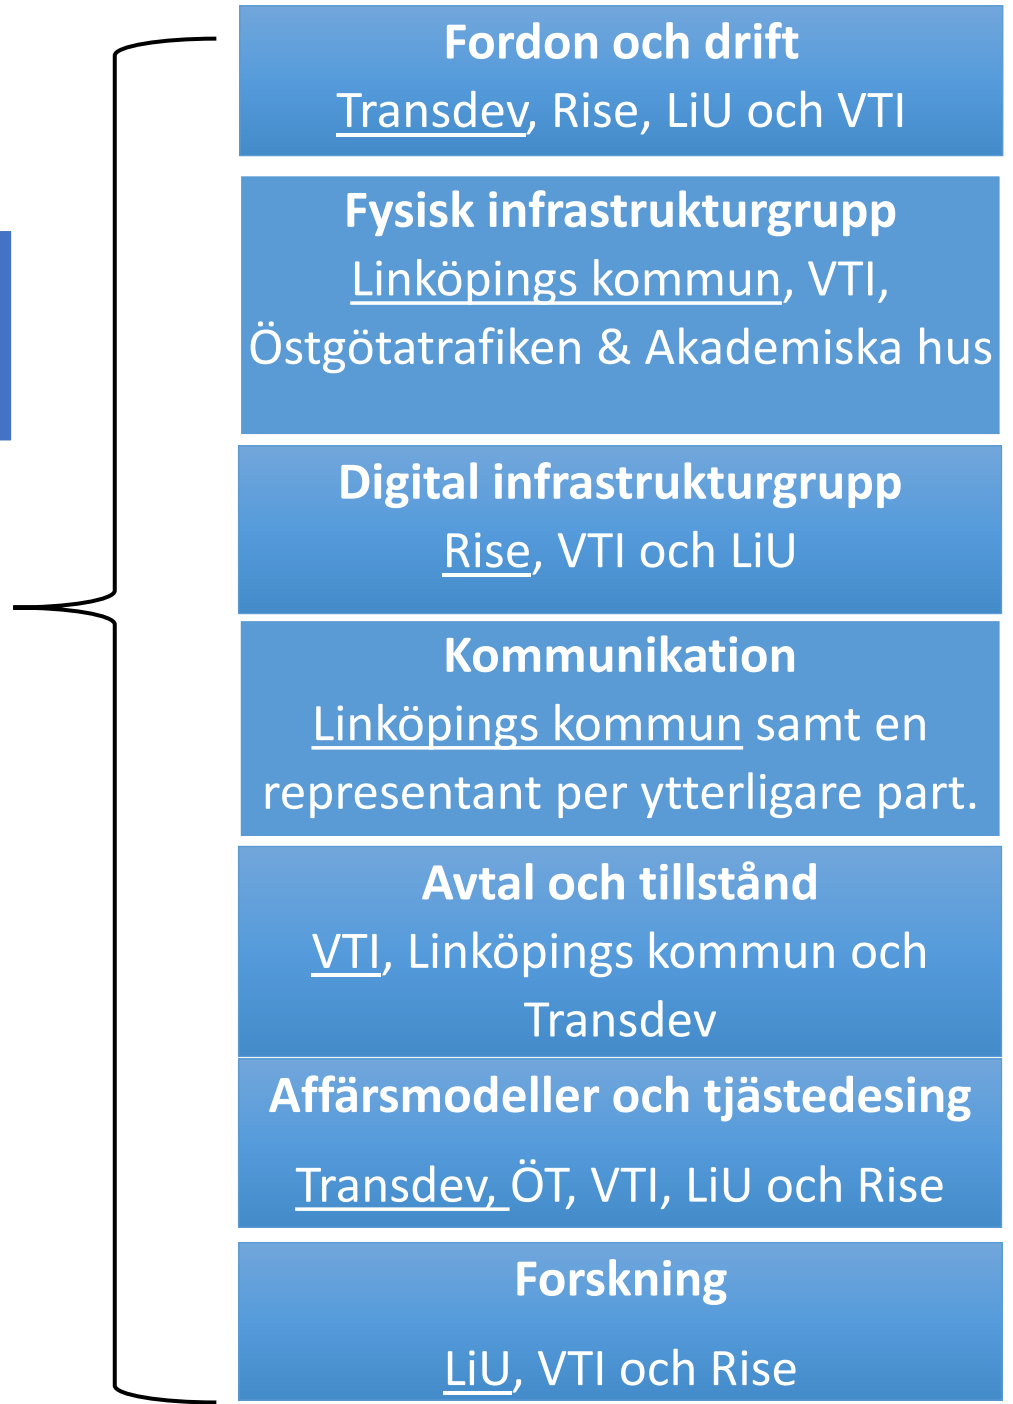 Fordon och drift
Transdev, Rise, LiU och VTI
Fysisk infrastrukturgrupp
Linköpings kommun, VTI,
Östgötatrafiken & Akademiska hus
Digital infrastrukturgrupp
Rise, VTI och LiU
Kommunikation
Linköpings kommun samt en
representant per ytterligare part.
Avtal och tillstånd
VTI, Linköpings kommun och
Transdev
Affärsmodeller och tjästedesing
Transdev, ÖT, VTI, LiU och Rise
Forskning
LiU, VTI och Rise